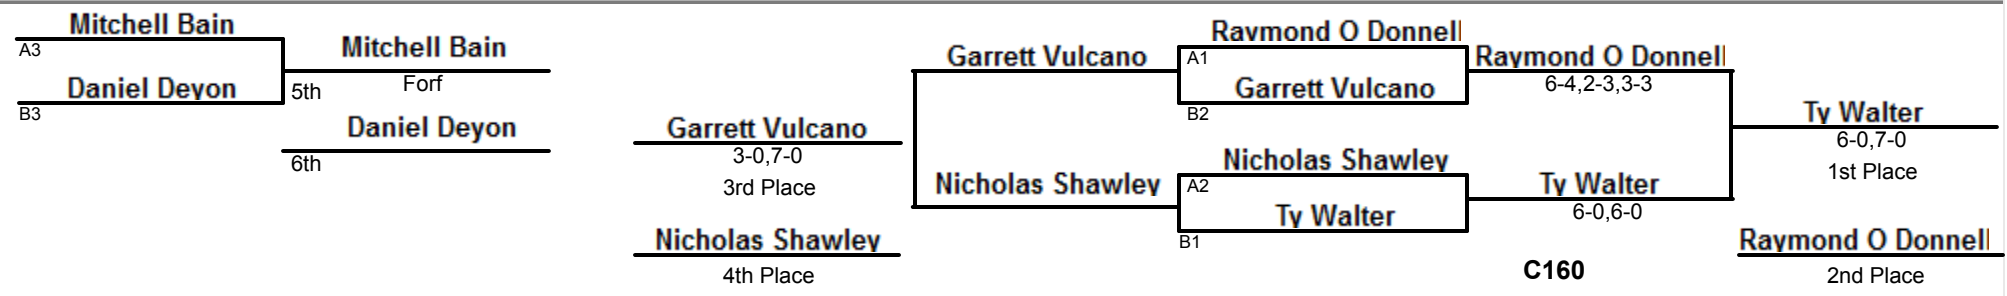 Mitchell Bain
A3
Mitchell Bain
Daniel Deyon
5th
Forf
B3
Daniel Deyon
6th
Garrett Vulcano
3-0,7-0
3rd Place
Nicholas Shawley
4th Place
Garrett Vulcano
Nicholas Shawley
Raymond O Donnell
A1
Garrett Vulcano
B2
Nicholas Shawley
A2
Ty Walter
B1
Raymond O Donnell
6-4,2-3,3-3
Ty Walter
6-0,6-0
C160
Ty Walter
6-0,7-0
1st Place
Raymond O Donnell
2nd Place